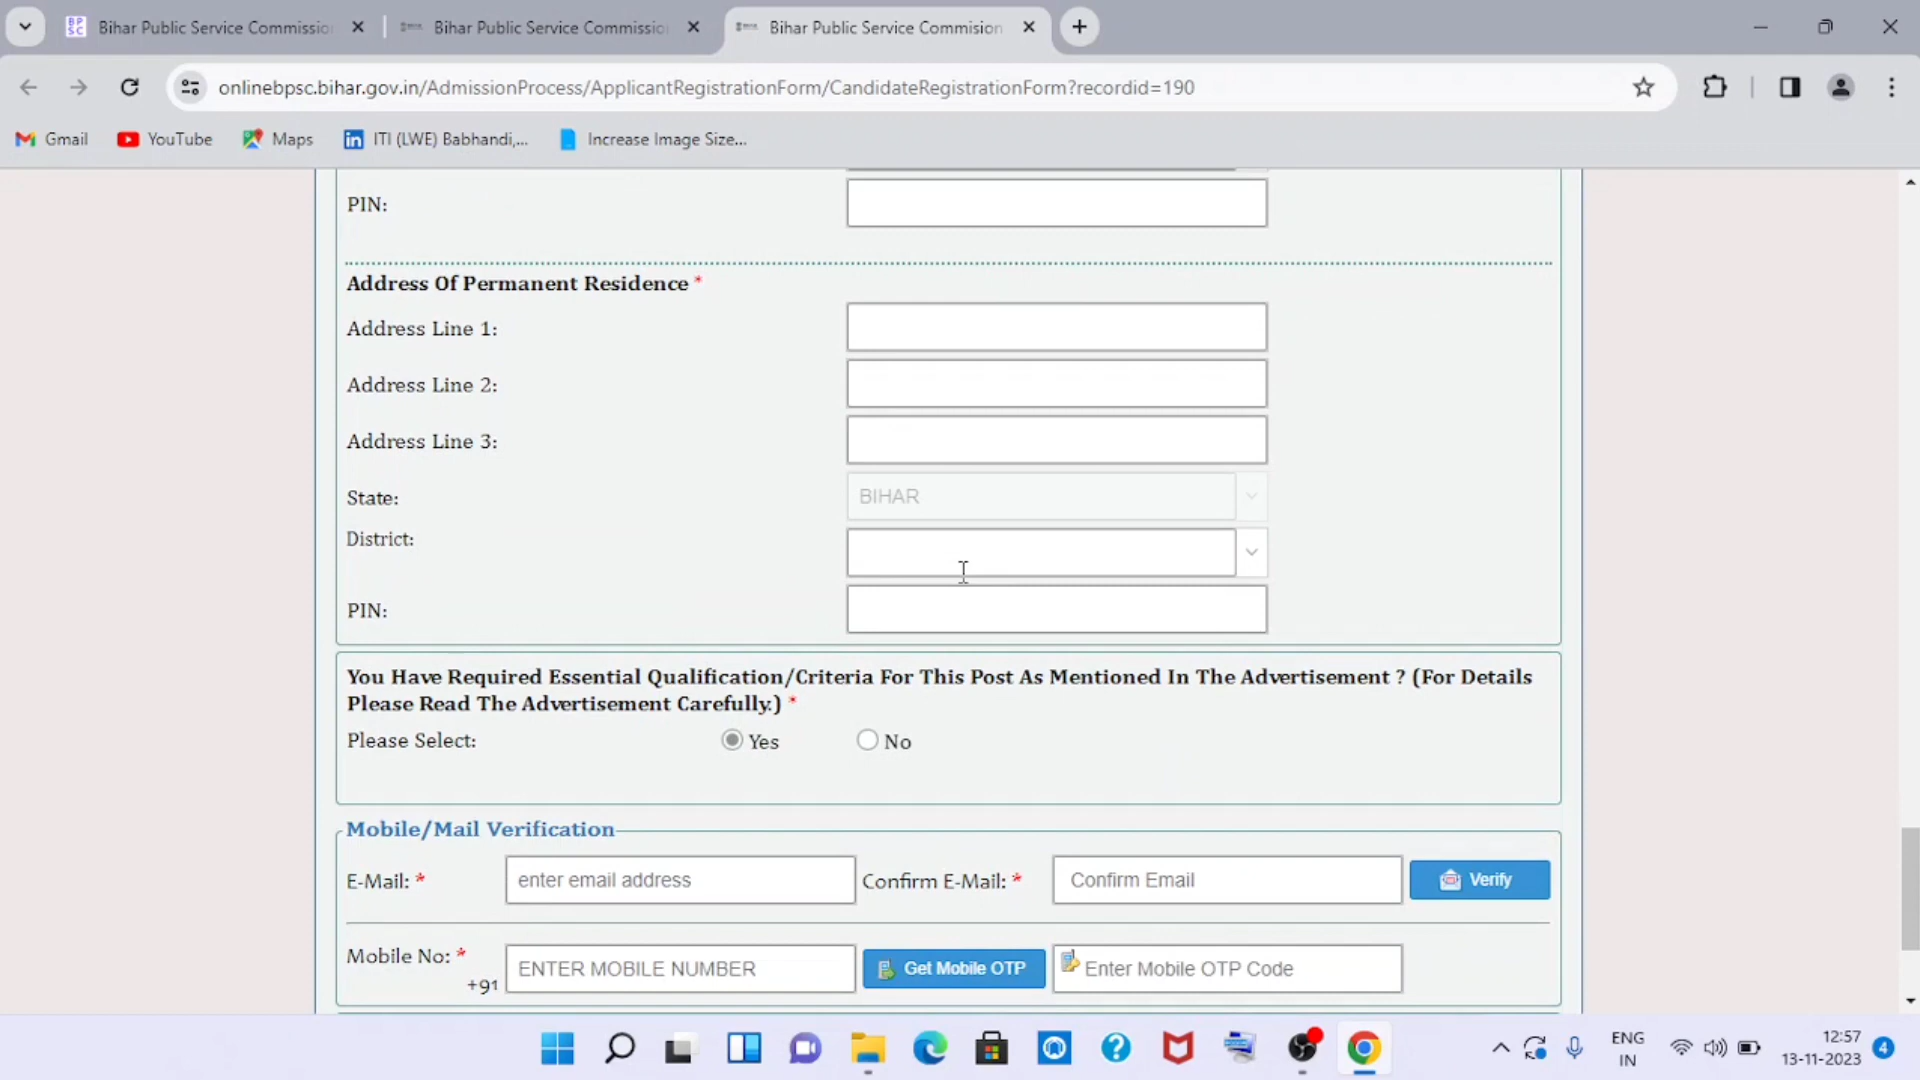 Bihar Public Service Commissio
Bihar Public Service Commissio
Bihar Public Service Commision
onlinebpsc.bihar.gov.in/AdmissionProcess/ApplicantRegistrationForm/CandidateRegistrationForm?recordid=190
Gmail
YouTube
Maps
ITI (LWE) Babhandi,...
Increase Image Size...
PIN:
Address Of Permanent Residence *
Address Line 1:
Address Line 2:
Address Line 3:
State:
BIHAR
District:
PIN:
You Have Required Essential Qualification/Criteria For This Post As Mentioned In The Advertisement ? (For Details
Please Read The Advertisement Carefully.) *
Please Select:
Yes
No
Mobile/Mail Verification
E-Mail: *
enter email address
Confirm E-Mail: *
Confirm Email
Verify
Mobile No: *
+91
ENTER MOBILE NUMBER
Get Mobile OTP
Enter Mobile OTP Code
ENG
IN
12:57
13-11-2023
4